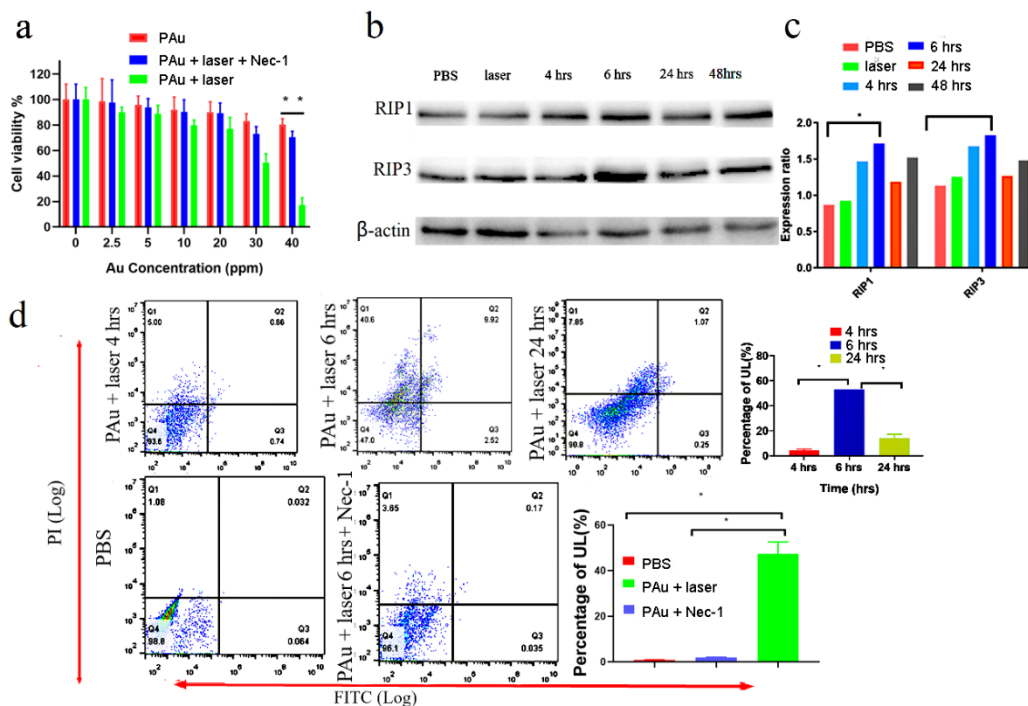 a
PAu
PAu + laser + Nec-1
PAu + laser
* *
Cell viability %
120
100
80
60
40
20
0
0 2.5 5 10 20 30 40
Au Concentration (ppm)
b
PBS laser 4 hrs 6 hrs 24 hrs 48hrs
RIP1
RIP3
β-actin
c
PBS 6 hrs
laser 24 hrs
4 hrs 48 hrs
*
Expression ratio
2.0
1.5
1.0
0.5
0.0
RIP1 RIP3
d
PI (Log)
FITC (Log)
PAu + laser 4 hrs
Q1
5.00
Q2
0.66
Q4
93.6
Q3
0.74
PAu + laser 6 hrs
Q1
40.6
Q2
9.92
Q4
47.0
Q3
2.52
PAu + laser 24 hrs
Q1
7.85
Q2
1.07
Q4
90.8
Q3
0.25
4 hrs
6 hrs
24 hrs
Percentage of UL(%)
80
60
40
20
0
4 hrs 6 hrs 24 hrs
Time (hrs)
PBS
Q1
1.08
Q2
0.032
Q4
98.8
Q3
0.064
PAu + laser6 hrs + Nec-1
Q1
3.65
Q2
0.17
Q4
96.1
Q3
0.035
Percentage of UL(%)
60
40
20
0
PBS
PAu + laser
PAu + Nec-1
* *